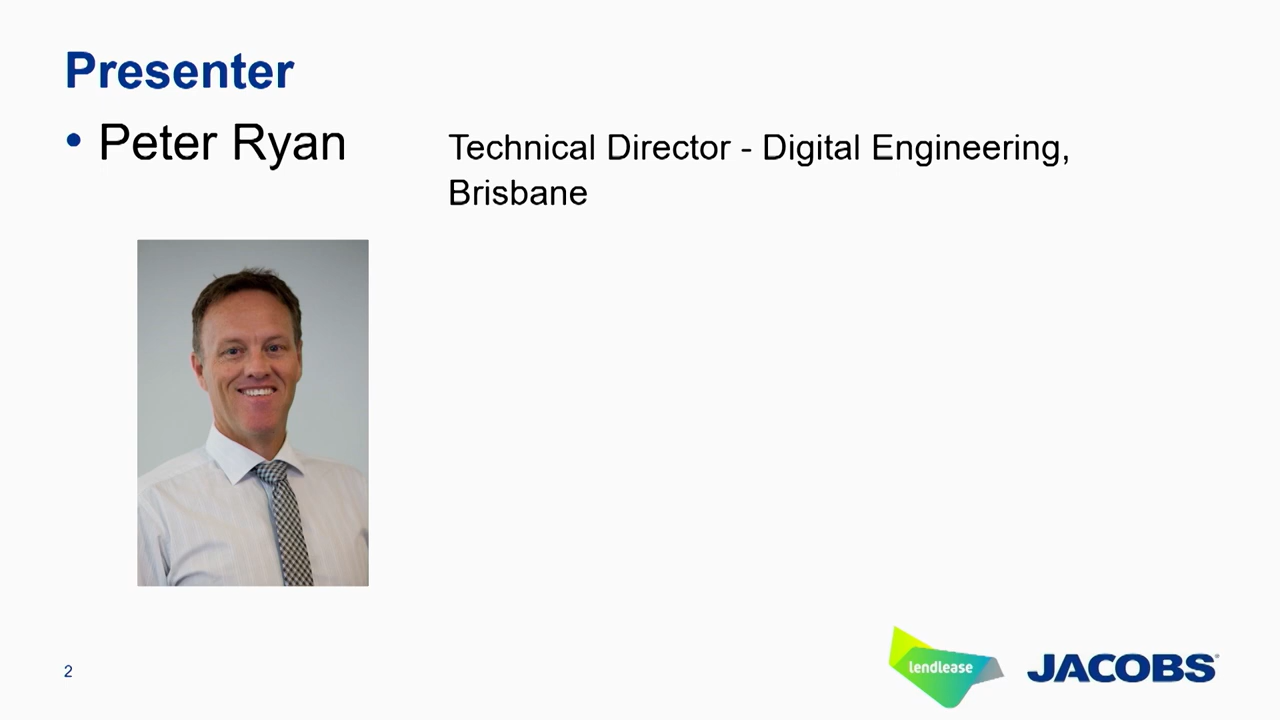 Presenter
• Peter Ryan
Technical Director - Digital Engineering,
Brisbane
2
lendlease
JACOBS